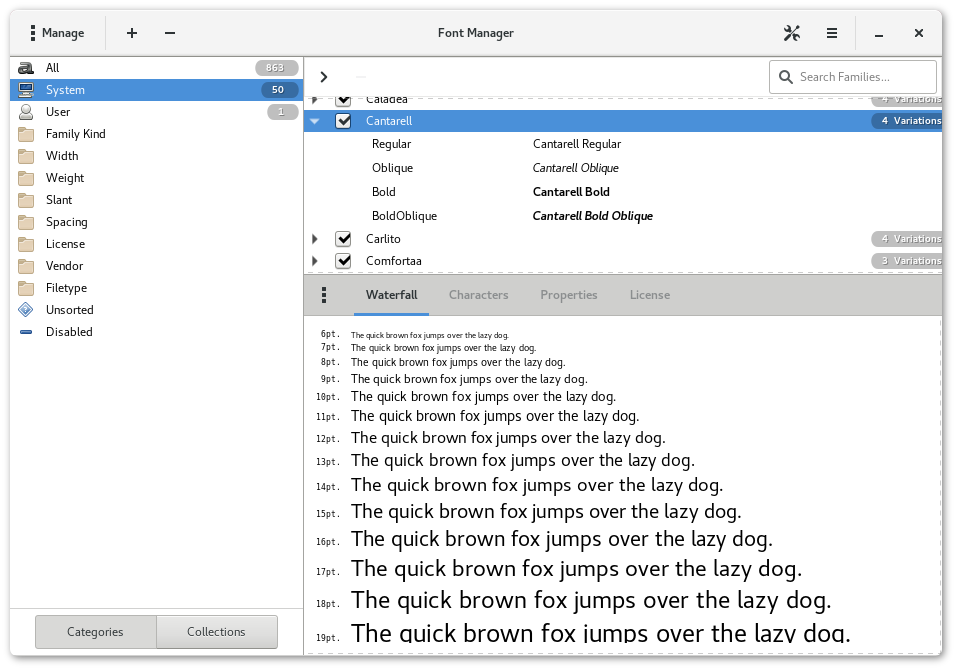 Manage
Font Manager
All 863
System 50
User 1
Family Kind
Width
Weight
Slant
Spacing
License
Vendor
Filetype
Unsorted
Disabled
Categories
Collections
Search Families...
Caladea 4 Variations
Cantarell 4 Variations
Regular Cantarell Regular
Oblique Cantarell Oblique
Bold Cantarell Bold
BoldOblique Cantarell Bold Oblique
Carlito 4 Variations
Comfortaa 3 Variations
Waterfall Characters Properties License
6pt. The quick brown fox jumps over the lazy dog.
7pt. The quick brown fox jumps over the lazy dog.
8pt. The quick brown fox jumps over the lazy dog.
9pt. The quick brown fox jumps over the lazy dog.
10pt. The quick brown fox jumps over the lazy dog.
11pt. The quick brown fox jumps over the lazy dog.
12pt. The quick brown fox jumps over the lazy dog.
13pt. The quick brown fox jumps over the lazy dog.
14pt. The quick brown fox jumps over the lazy dog.
15pt. The quick brown fox jumps over the lazy dog.
16pt. The quick brown fox jumps over the lazy dog.
17pt. The quick brown fox jumps over the lazy dog.
18pt. The quick brown fox jumps over the lazy dog.
19pt. The quick brown fox jumps over the lazy dog.